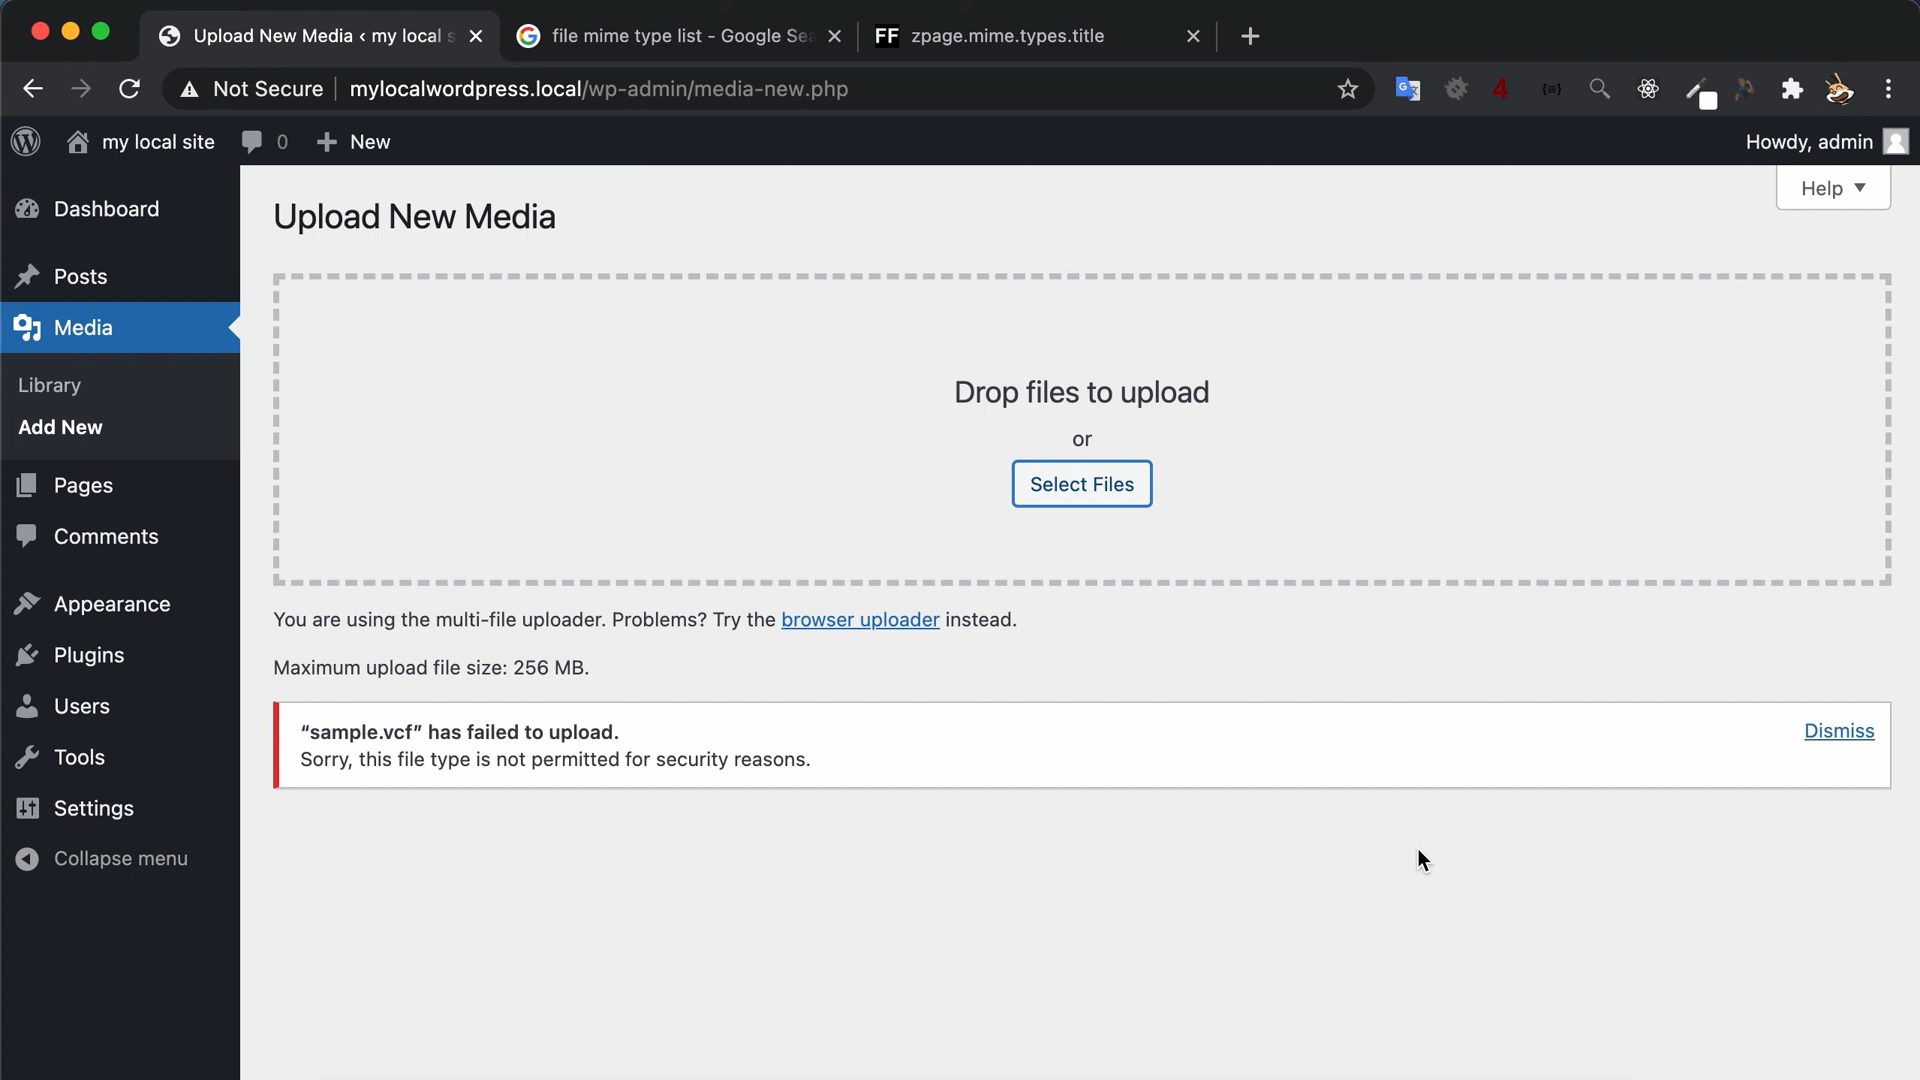 Upload New Media ‹ my local s
file mime type list - Google Sea
FF zpage.mime.types.title
Not Secure
mylocalwordpress.local/wp-admin/media-new.php
my local site
0
New
Howdy, admin
Help
Dashboard
Posts
Media
Library
Add New
Pages
Comments
Appearance
Plugins
Users
Tools
Settings
Collapse menu
Upload New Media
Drop files to upload
or
Select Files
You are using the multi-file uploader. Problems? Try the browser uploader instead.
Maximum upload file size: 256 MB.
“sample.vcf” has failed to upload.
Dismiss
Sorry, this file type is not permitted for security reasons.